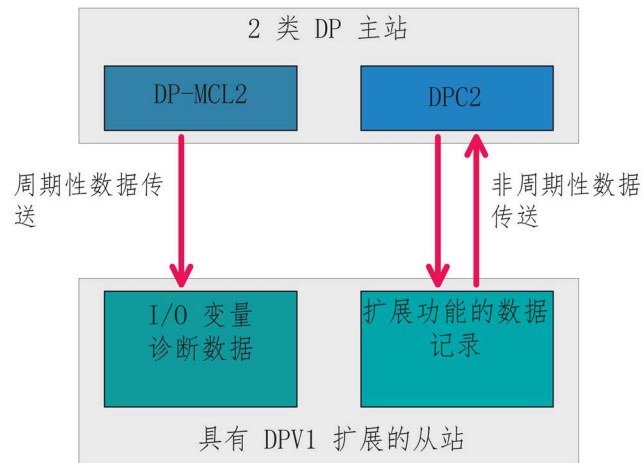 2 类 DP 主站
DP-MCL2
DPC2
周期性数据传
送
非周期性数据
传送
I/O 变量
诊断数据
扩展功能的数据
记录
具有 DPV1 扩展的从站